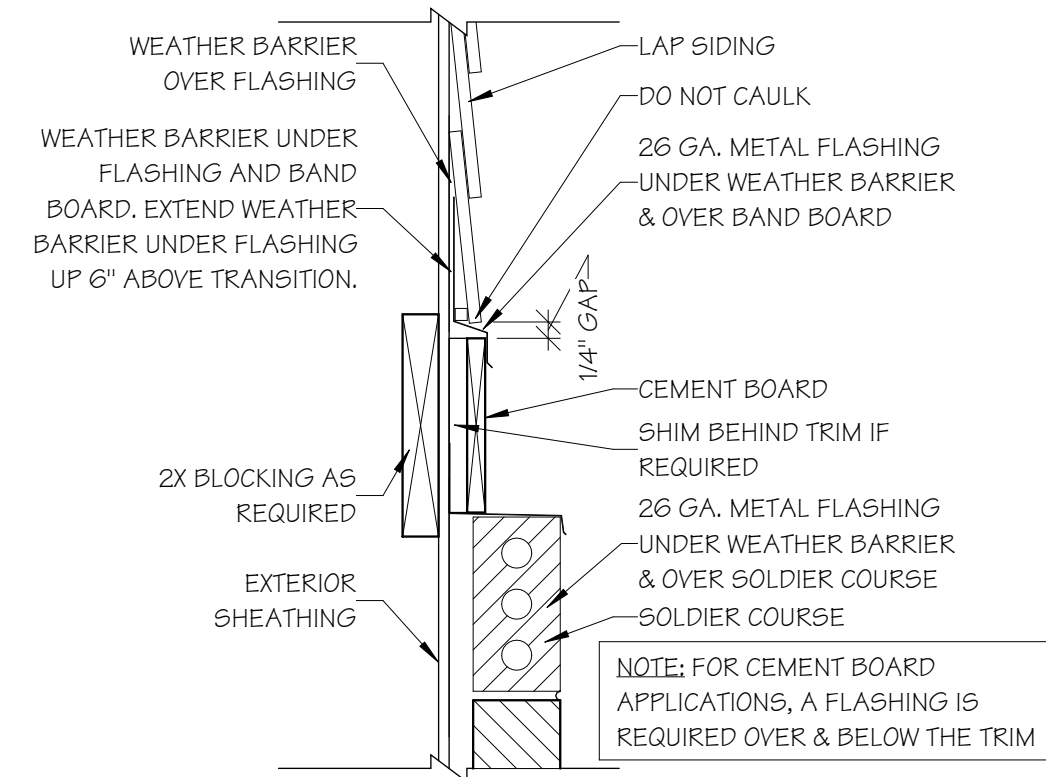 WEATHER BARRIER
OVER FLASHING
WEATHER BARRIER UNDER
FLASHING AND BAND
BOARD. EXTEND WEATHER
BARRIER UNDER FLASHING
UP 6" ABOVE TRANSITION.
2X BLOCKING AS
REQUIRED
EXTERIOR
SHEATHING
LAP SIDING
DO NOT CAULK
26 GA. METAL FLASHING
UNDER WEATHER BARRIER
& OVER BAND BOARD
1/4" GAP
CEMENT BOARD
SHIM BEHIND TRIM IF
REQUIRED
26 GA. METAL FLASHING
UNDER WEATHER BARRIER
& OVER SOLDIER COURSE
SOLDIER COURSE
NOTE: FOR CEMENT BOARD
APPLICATIONS, A FLASHING IS
REQUIRED OVER & BELOW THE TRIM